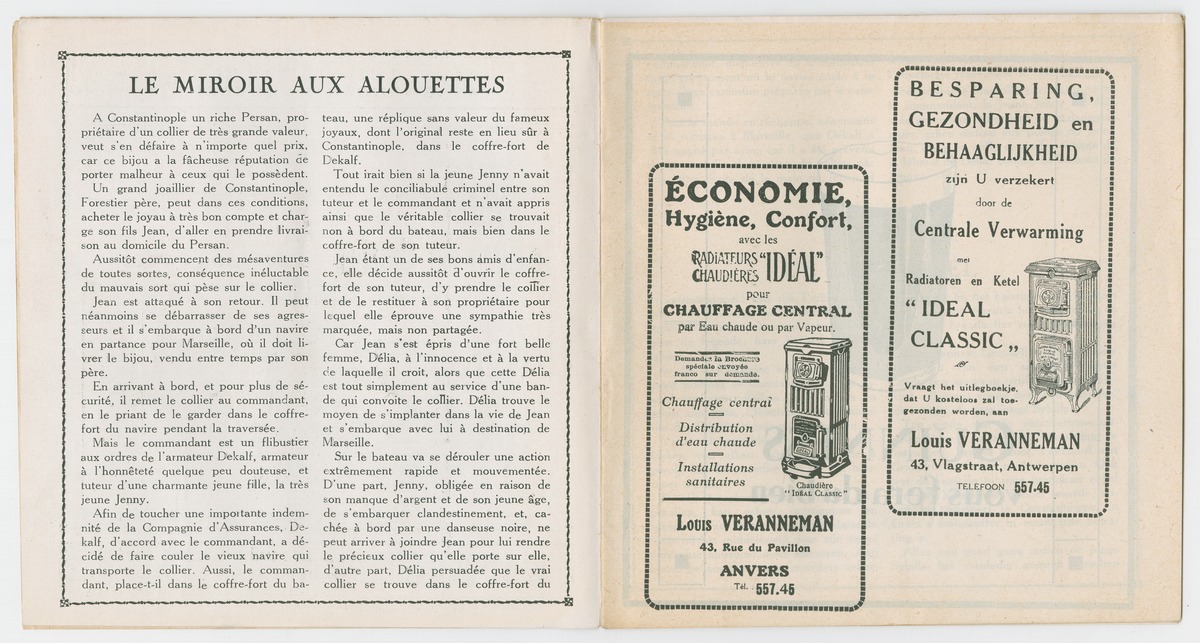 LE MIROIR AUX ALOUETTES
A Constantinople un riche Persan, pro-
priétaire d'un collier de très grande valeur,
veut s'en défaire à n'importe quel prix,
car ce bijou a la fâcheuse réputation de
porter malheur à ceux qui le possèdent.
Un grand joaillier de Constantinople,
Forestier père, peut dans ces conditions,
acheter le joyau à très bon compte et char-
ge son fils Jean, d'aller en prendre livrai-
son au domicile du Persan.
Aussitôt commencent des mésaventures
de toutes sortes, conséquence inéluctable
du mauvais sort qui pèse sur le collier.
Jean est attaqué à son retour. Il peut
néanmoins se débarrasser de ses agres-
seurs et il s'embarque à bord d'un navire
en partance pour Marseille, où il doit li-
vrer le bijou, vendu entre temps par son
père.
En arrivant à bord, et pour plus de sé-
curité, il remet le collier au commandant,
en le priant de le garder dans le coffre-
fort du navire pendant la traversée.
Mais le commandant est un flibustier
aux ordres de l'armateur Dekalf, armateur
à l'honnêteté quelque peu douteuse, et
tuteur d'une charmante jeune fille, la très
jeune Jenny.
Afin de toucher une importante indem-
nité de la Compagnie d'Assurances, De-
kalf, d'accord avec le commandant, a dé-
cidé de faire couler le vieux navire qui
transporte le collier. Aussi, le comman-
dant, place-t-il dans le coffre-fort du ba-
teau, une réplique sans valeur du fameux
joyaux, dont l'original reste en lieu sûr à
Constantinople, dans le coffre-fort de
Dekalf.
Tout irait bien si la jeune Jenny n'avait
entendu le conciliabule criminel entre son
tuteur et le commandant et n'avait appris
ainsi que le véritable collier se trouvait
non à bord du bateau, mais bien dans le
coffre-fort de son tuteur.
Jean étant un de ses bons amis d'enfan-
ce, elle décide aussitôt d'ouvrir le coffre-
fort de son tuteur, d'y prendre le collier
et de le restituer à son propriétaire pour
lequel elle éprouve une sympathie très
marquée, mais non partagée.
Car Jean s'est épris d'une fort belle
femme, Délia, à l'innocence et à la vertu
de laquelle il croit, alors que cette Délia
est tout simplement au service d'une ban-
de qui convoite le collier. Délia trouve le
moyen de s'implanter dans la vie de Jean
et s'embarque avec lui à destination de
Marseille.
Sur le bateau va se dérouler une action
extrêmement rapide et mouvementée.
D'une part, Jenny, obligée en raison de
son manque d'argent et de son jeune âge,
de s'embarquer clandestinement, et, ca-
chée à bord par une danseuse noire, ne
peut arriver à joindre Jean pour lui rendre
le précieux collier qu'elle porte sur elle,
d'autre part, Délia persuadée que le vrai
collier se trouve dans le coffre-fort du
ÉCONOMIE,
Hygiène, Confort,
avec les
RADIATEURS "IDÉAL"
CHAUDIÈRES
pour
CHAUFFAGE CENTRAL
par Eau chaude ou par Vapeur.
Demandez la Brochure
spéciale envoyée
franco sur demande.
Chauffage central
Distribution
d'eau chaude
Installations
sanitaires
Chaudière
"IDÉAL CLASSIC"
Louis VERANNEMAN
43, Rue du Pavillon
ANVERS
Tél. : 557.45
BESPARING,
GEZONDHEID en
BEHAAGLIJKHEID
zijn U verzekert
door de
Centrale Verwarming
met
Radiatoren en Ketel
"IDEAL
CLASSIC„
Vraagt het uitlegboekje,
dat U kosteloos zal toe-
gezonden worden, aan
Louis VERANNEMAN
43, Vlagstraat, Antwerpen
TELEFOON 557.45